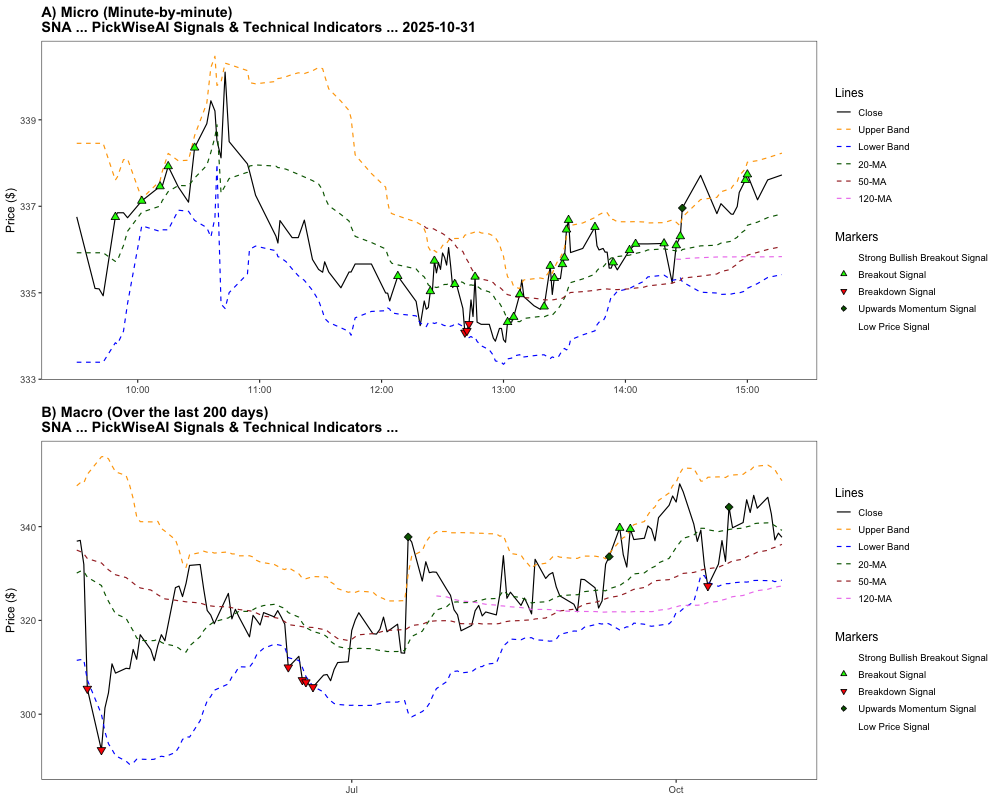 A) Micro (Minute-by-minute)
SNA ... PickWiseAI Signals & Technical Indicators ... 2025-10-31
Price ($)
339
337
335
333
10:00
11:00
12:00
13:00
14:00
15:00
Lines
Close
Upper Band
Lower Band
20-MA
50-MA
120-MA
Markers
Strong Bullish Breakout Signal
Breakout Signal
Breakdown Signal
Upwards Momentum Signal
Low Price Signal
B) Macro (Over the last 200 days)
SNA ... PickWiseAI Signals & Technical Indicators ...
Price ($)
340
320
300
Jul
Oct
Lines
Close
Upper Band
Lower Band
20-MA
50-MA
120-MA
Markers
Strong Bullish Breakout Signal
Breakout Signal
Breakdown Signal
Upwards Momentum Signal
Low Price Signal